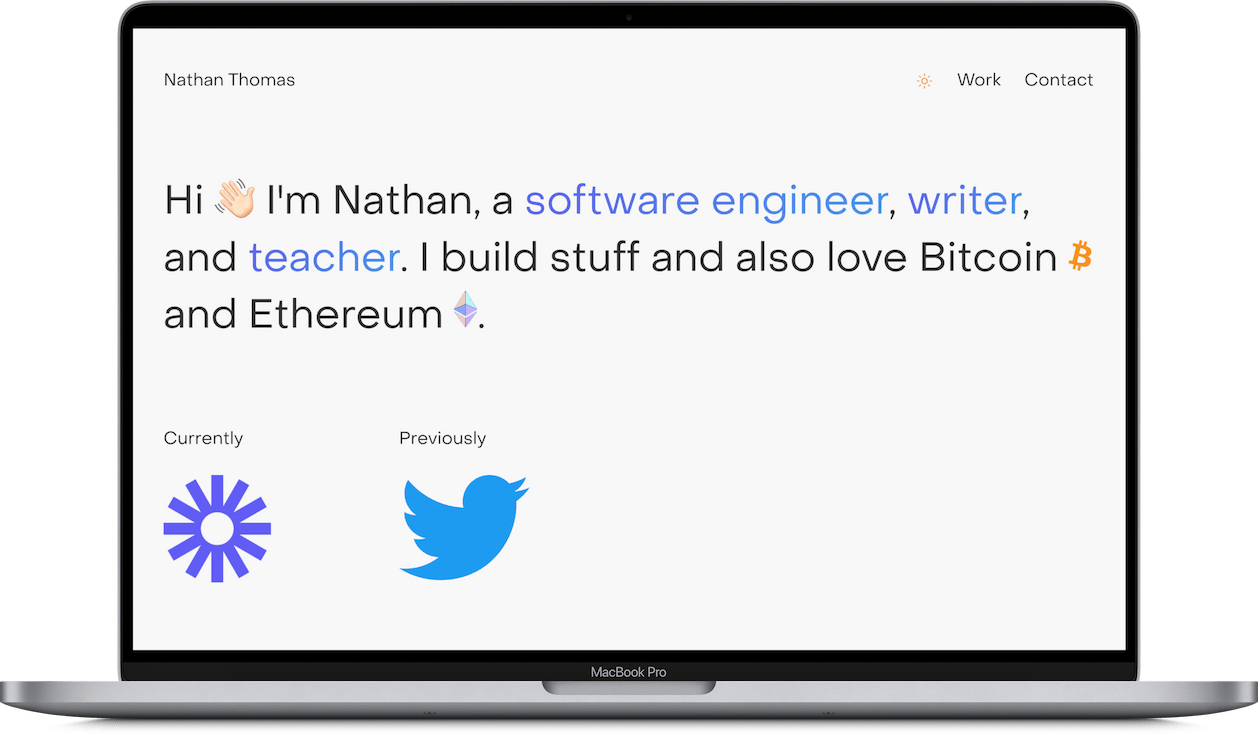 Nathan Thomas
Work Contact
Hi 👋🏻 I'm Nathan, a software engineer, writer,
and teacher. I build stuff and also love Bitcoin ₿
and Ethereum .
Currently Previously
MacBook Pro